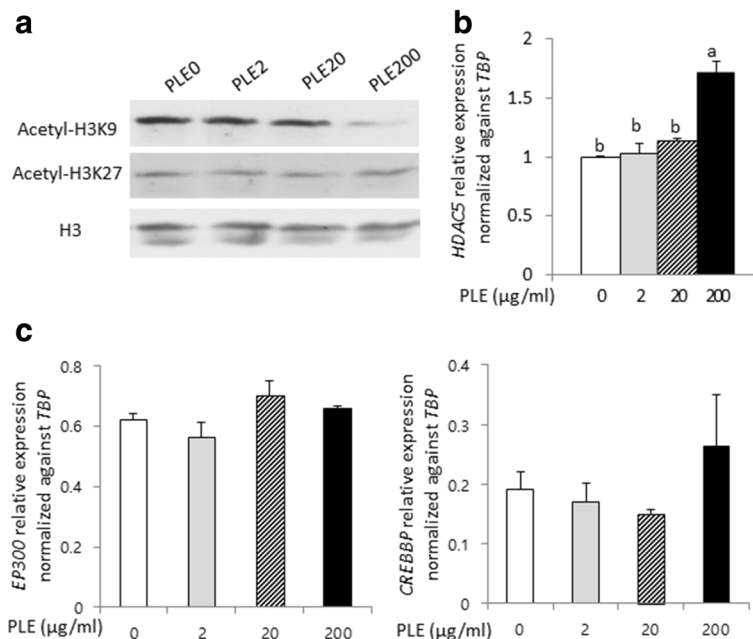 a
PLE0 PLE2 PLE20 PLE200
Acetyl-H3K9
Acetyl-H3K27
H3
b
HDAC5 relative expression
normalized against TBP
2
1.5
1
0.5
0
b b b a
PLE (µg/ml) 0 2 20 200
c
EP300 relative expression
normalized against TBP
0.8
0.6
0.4
0.2
0
PLE (µg/ml) 0 2 20 200
CREBBP relative expression
normalized against TBP
0.4
0.3
0.2
0.1
0
PLE (µg/ml) 0 2 20 200